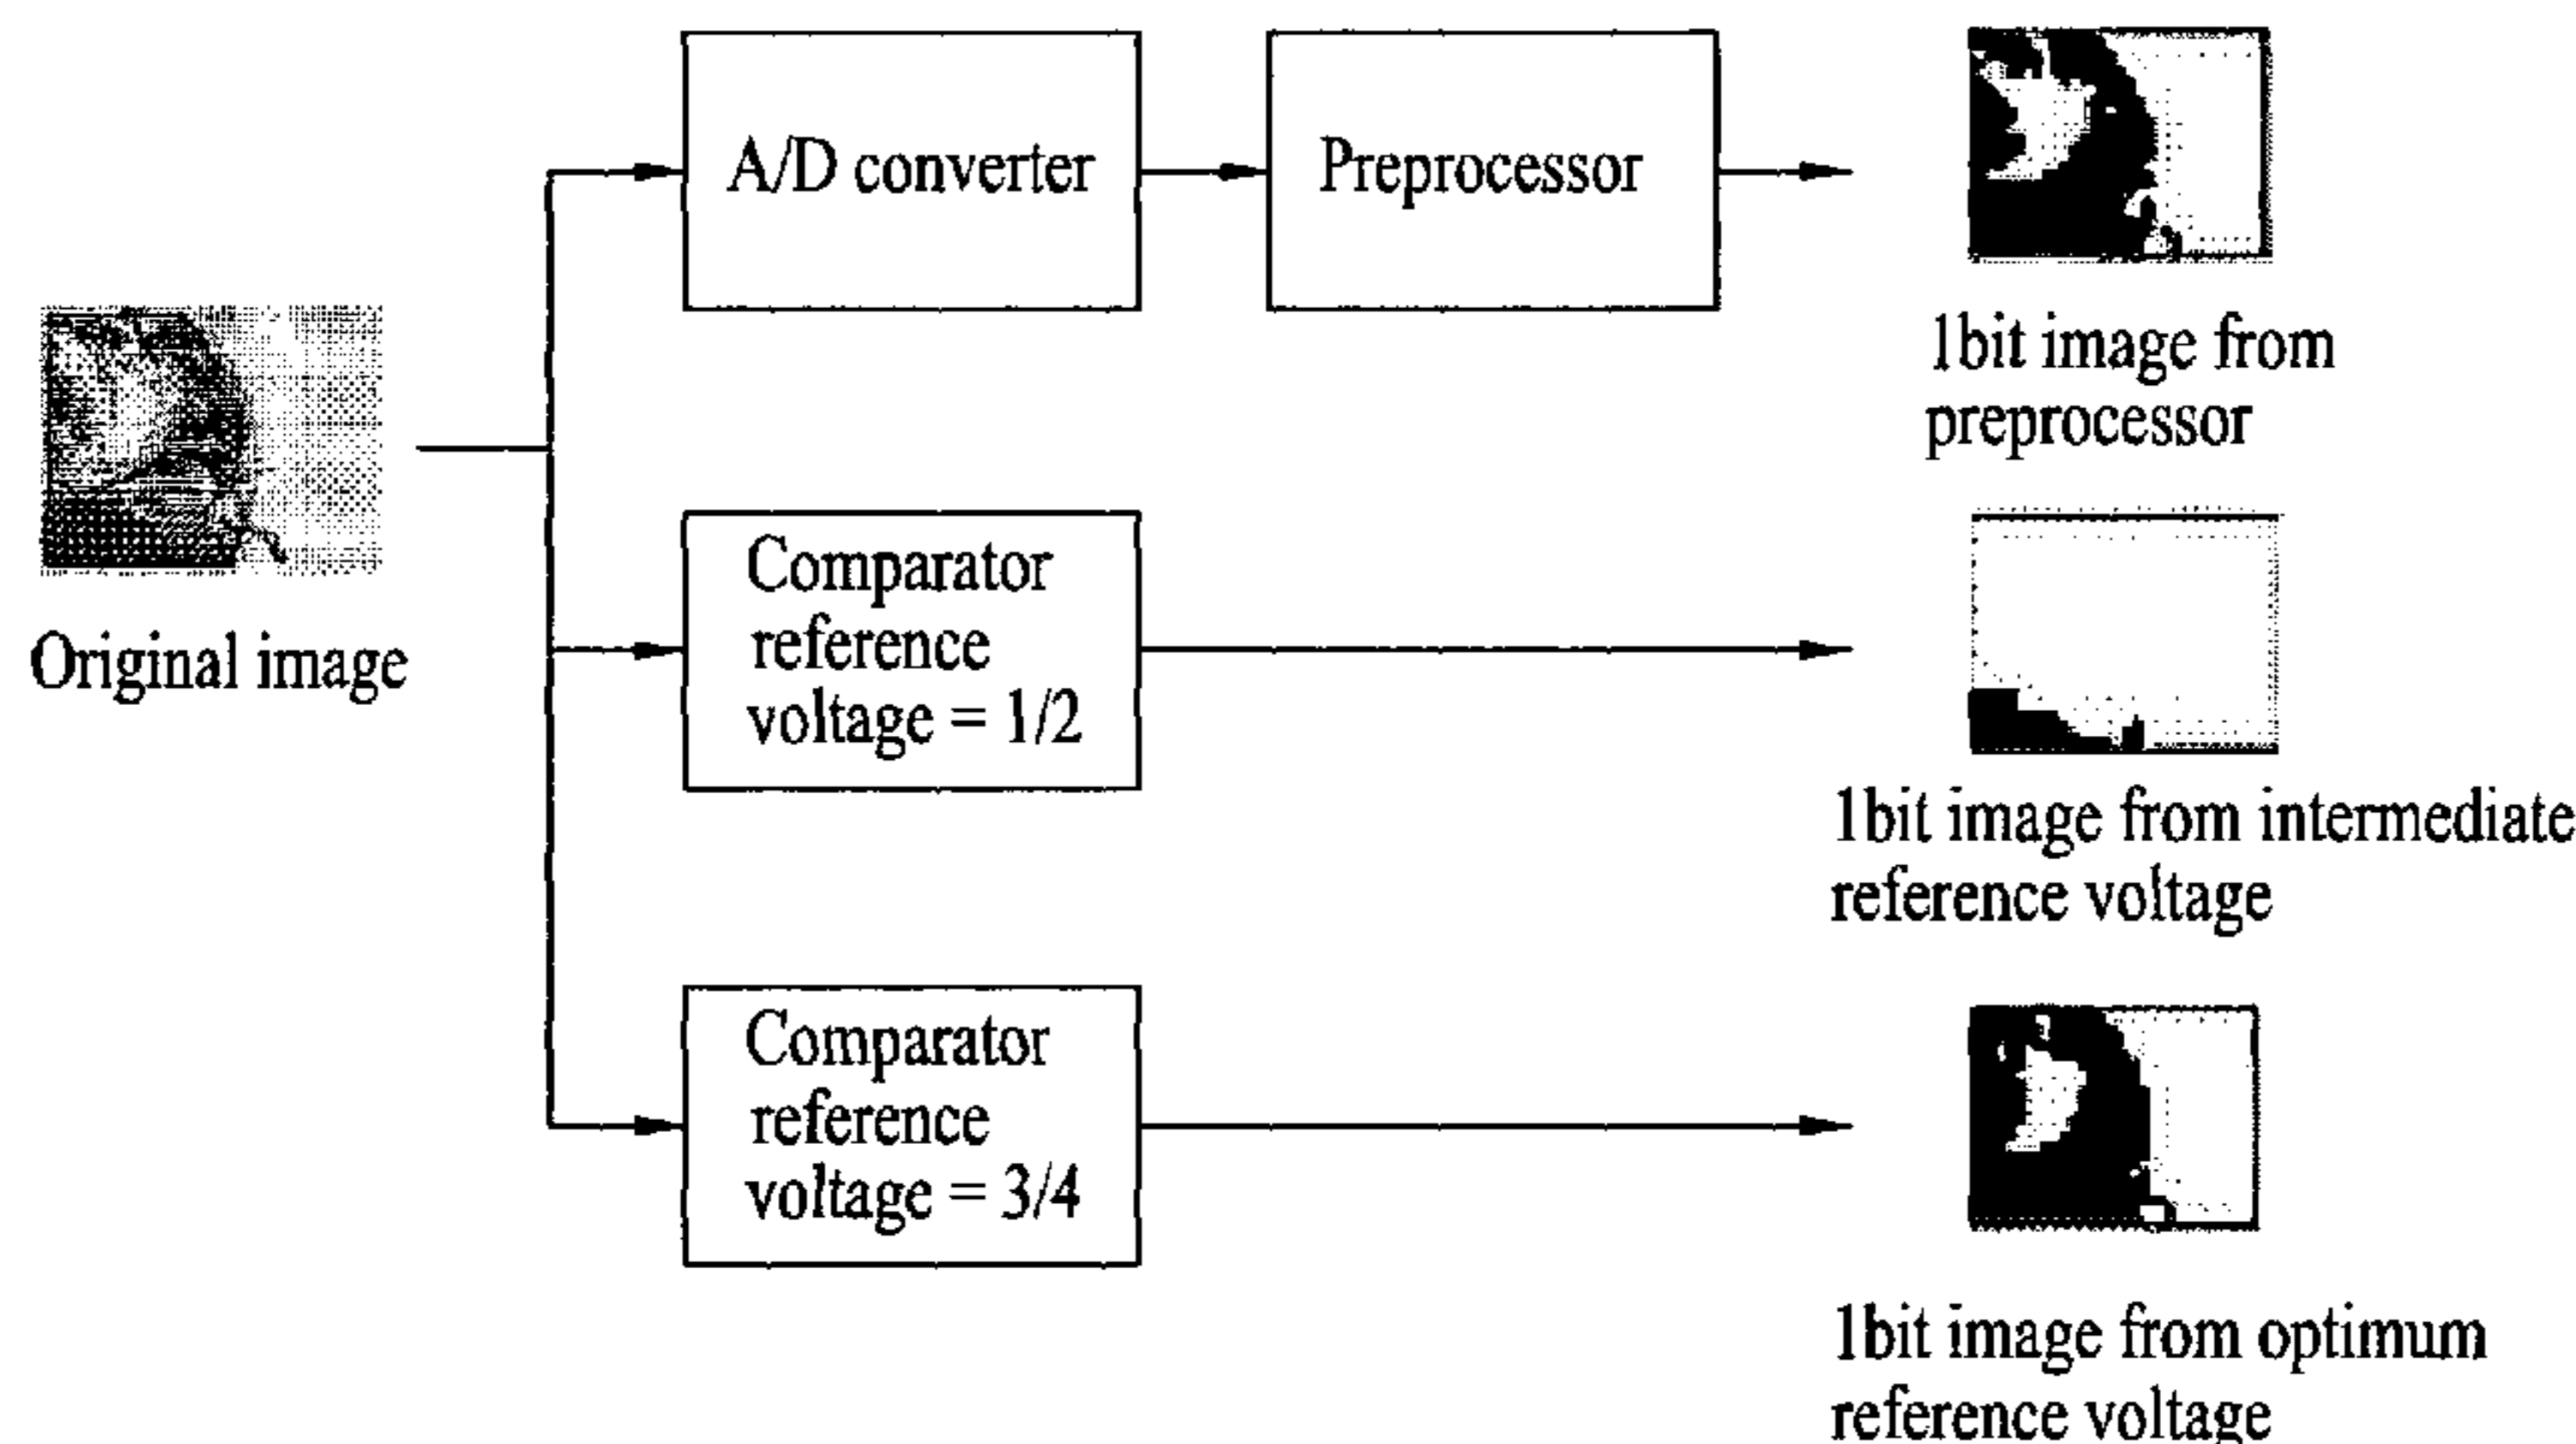 A/D converter
Preprocessor
1bit image from
preprocessor
Original image
Comparator
reference
voltage = 1/2
1bit image from intermediate
reference voltage
Comparator
reference
voltage = 3/4
1bit image from optimum
reference voltage